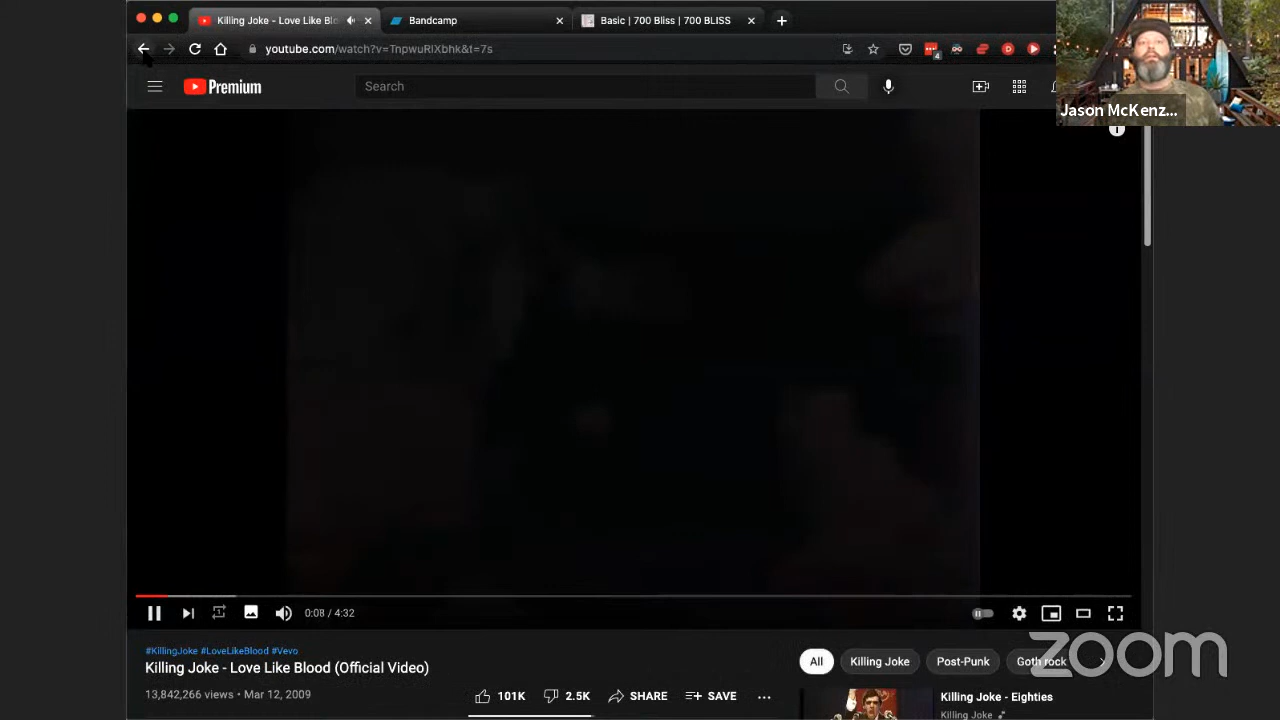 Killing Joke - Love Like Blo
Bandcamp
Basic | 700 Bliss | 700 BLISS
youtube.com/watch?v=TnpwuRIXbhk&t=7s
4
Premium
Search
Jason McKenz...
0:08 / 4:32
#KillingJoke #LoveLikeBlood #Vevo
Killing Joke - Love Like Blood (Official Video)
13,842,266 views • Mar 12, 2009
101K
2.5K
SHARE
SAVE
All
Killing Joke
Post-Punk
Goth rock
zoom
Killing Joke - Eighties
Killing Joke